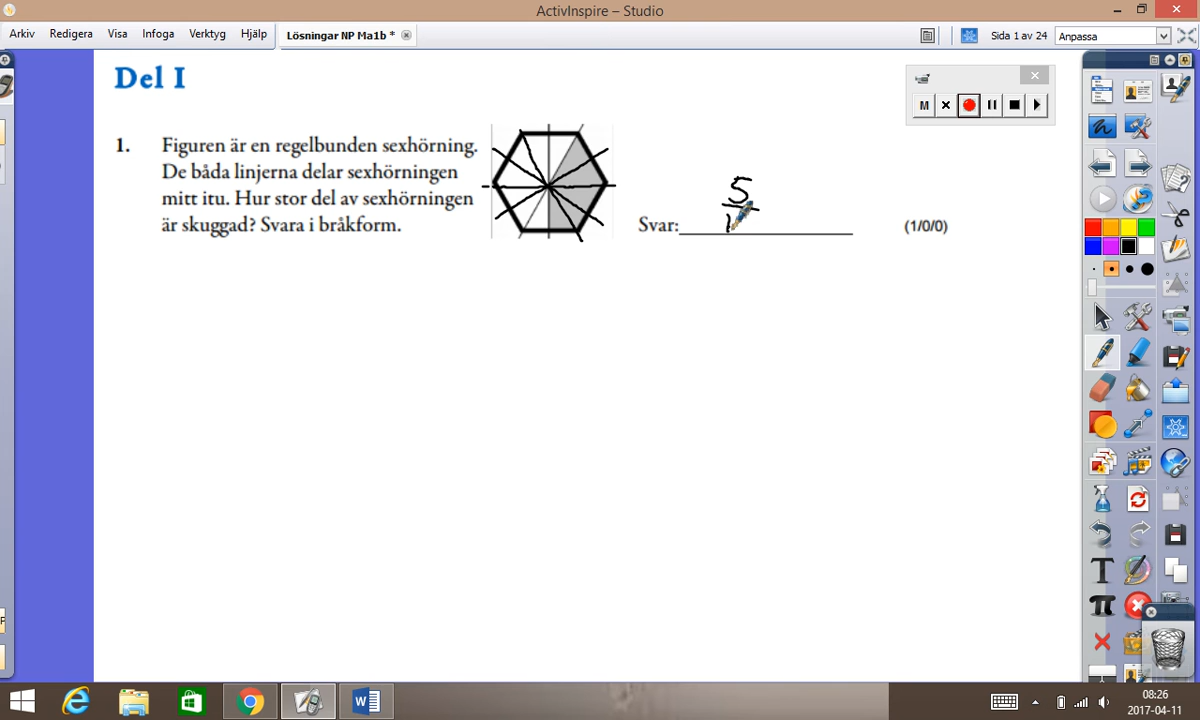 ActivInspire – Studio
Arkiv Redigera Visa Infoga Verktyg Hjälp Lösningar NP Ma1b * Sida 1 av 24 Anpassa
Del I
M
1. Figuren är en regelbunden sexhörning.
De båda linjerna delar sexhörningen
mitt itu. Hur stor del av sexhörningen
är skuggad? Svara i bråkform.
5
1
Svar: (1/0/0)
T
π
08:26
2017-04-11